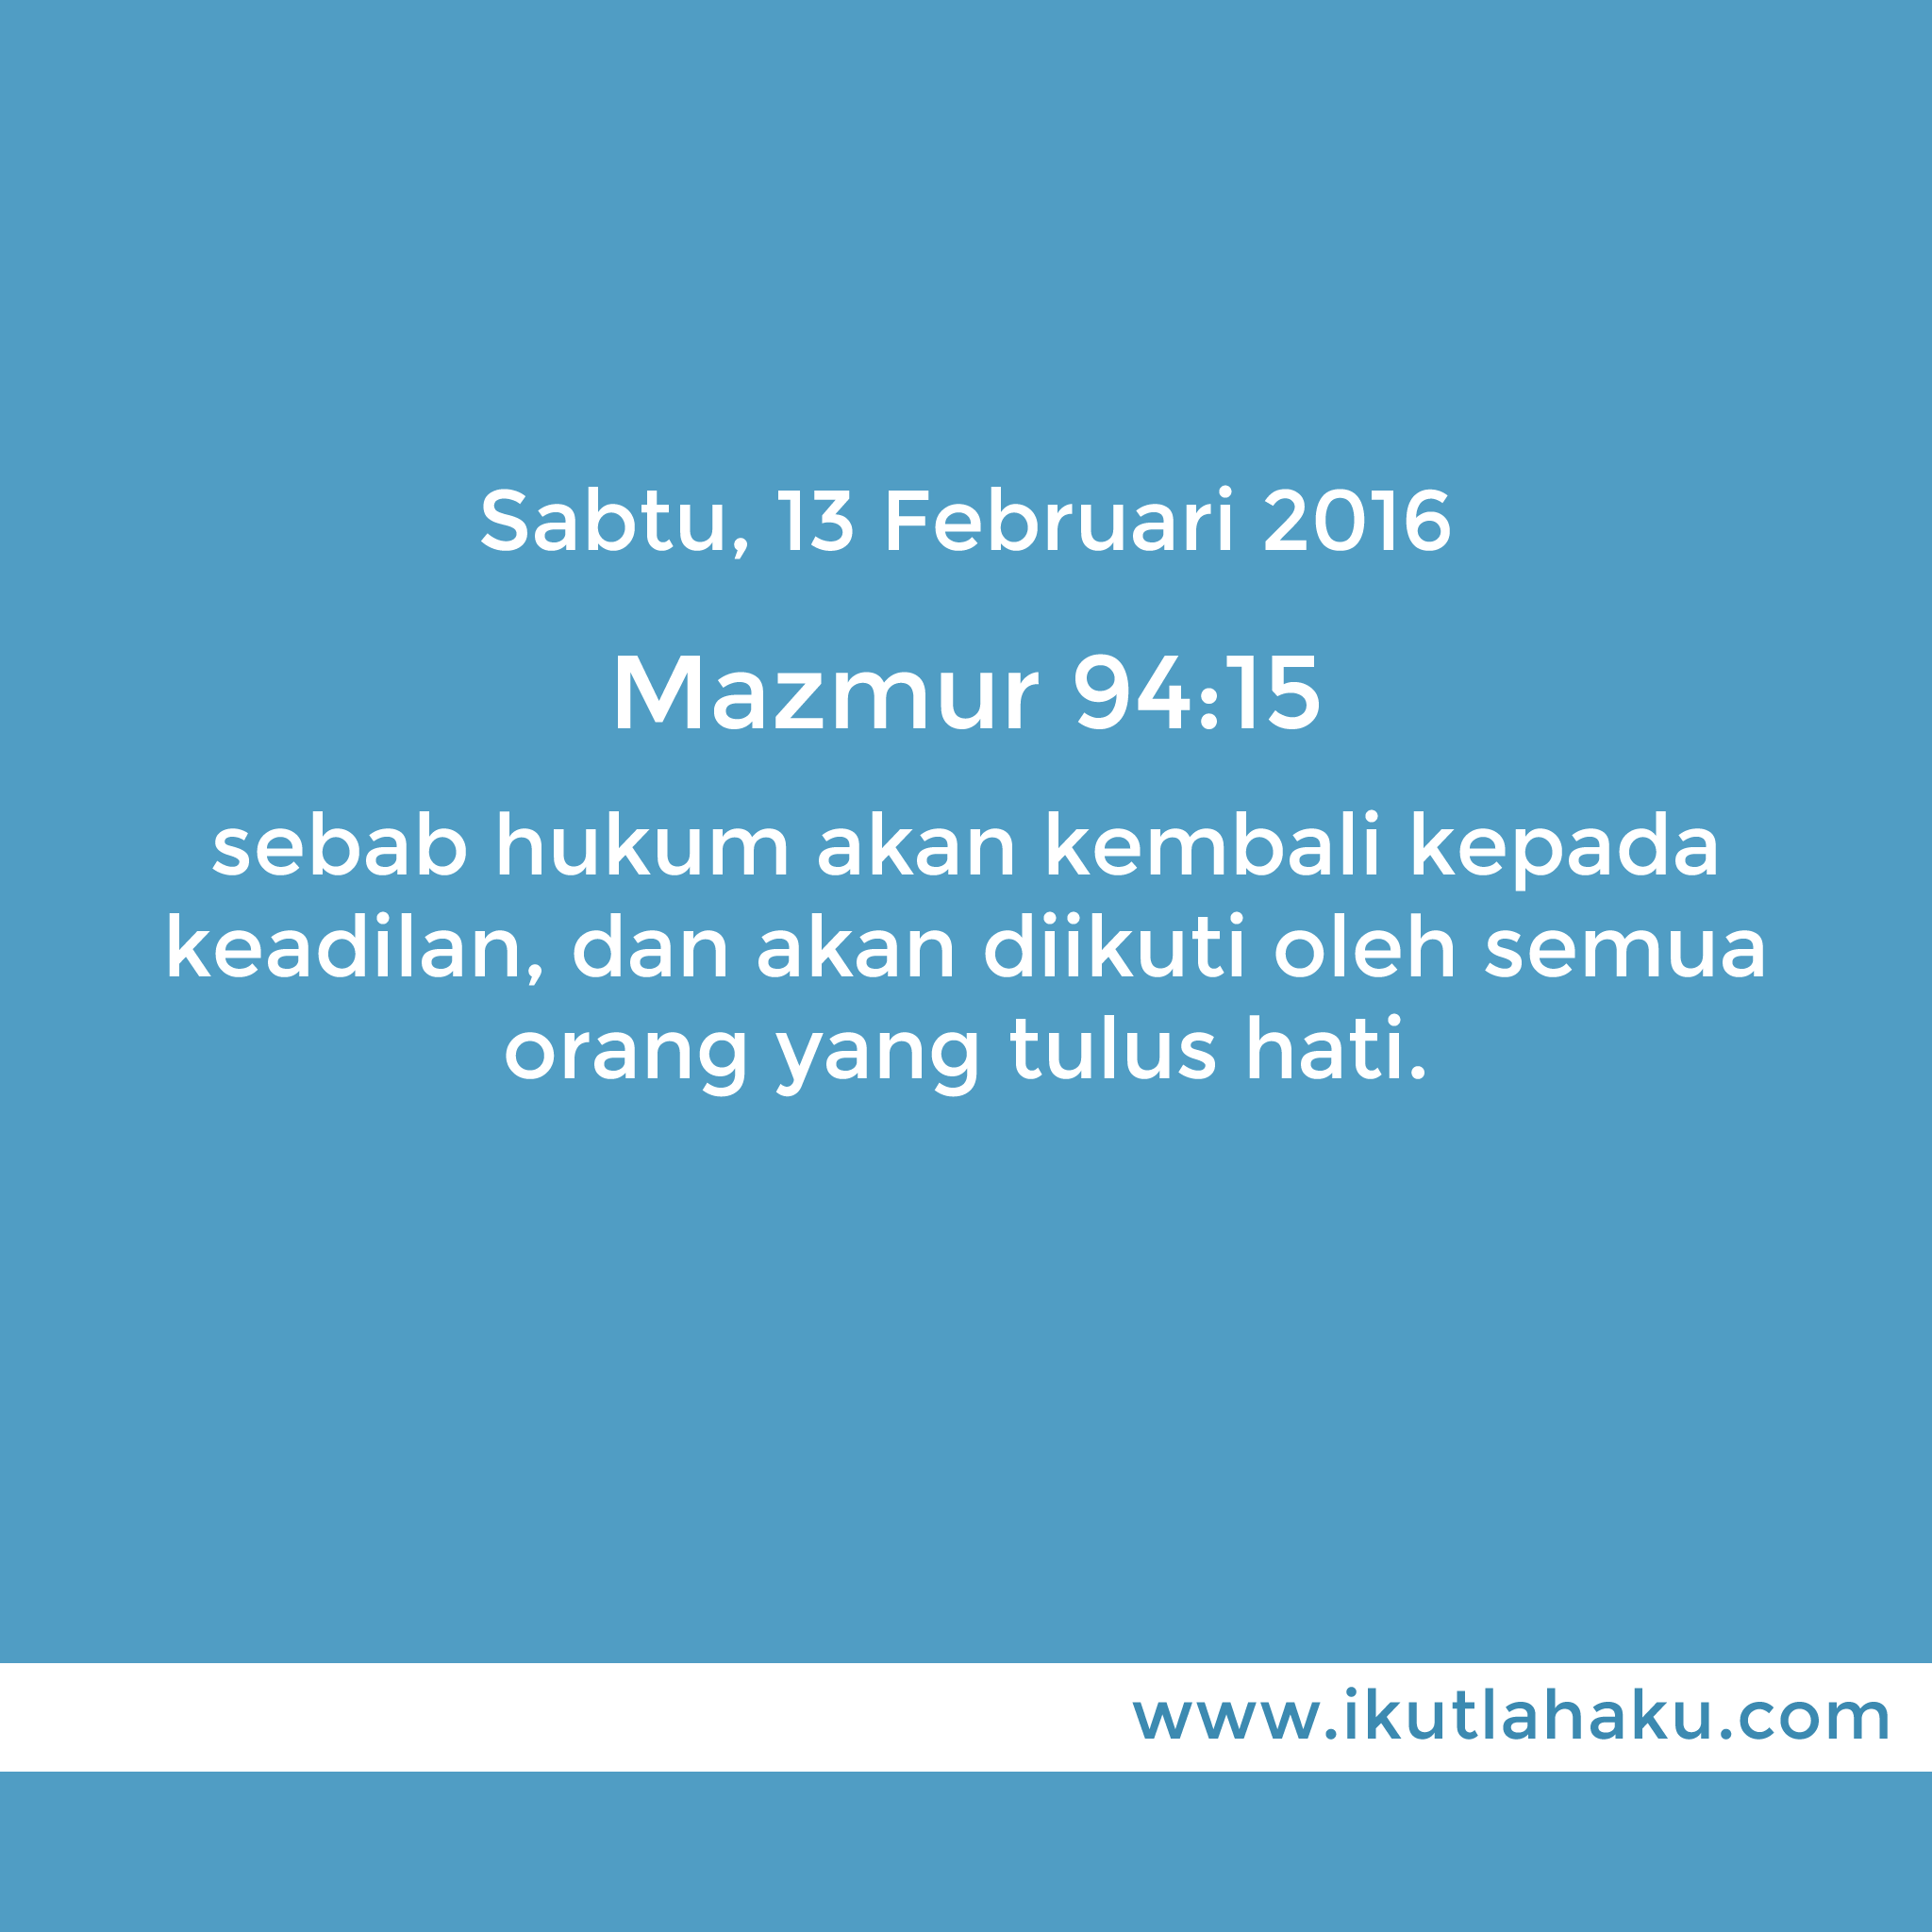 Sabtu, 13 Februari 2016
Mazmur 94:15
sebab hukum akan kembali kepada
keadilan, dan akan diikuti oleh semua
orang yang tulus hati.
www.ikutlahaku.com